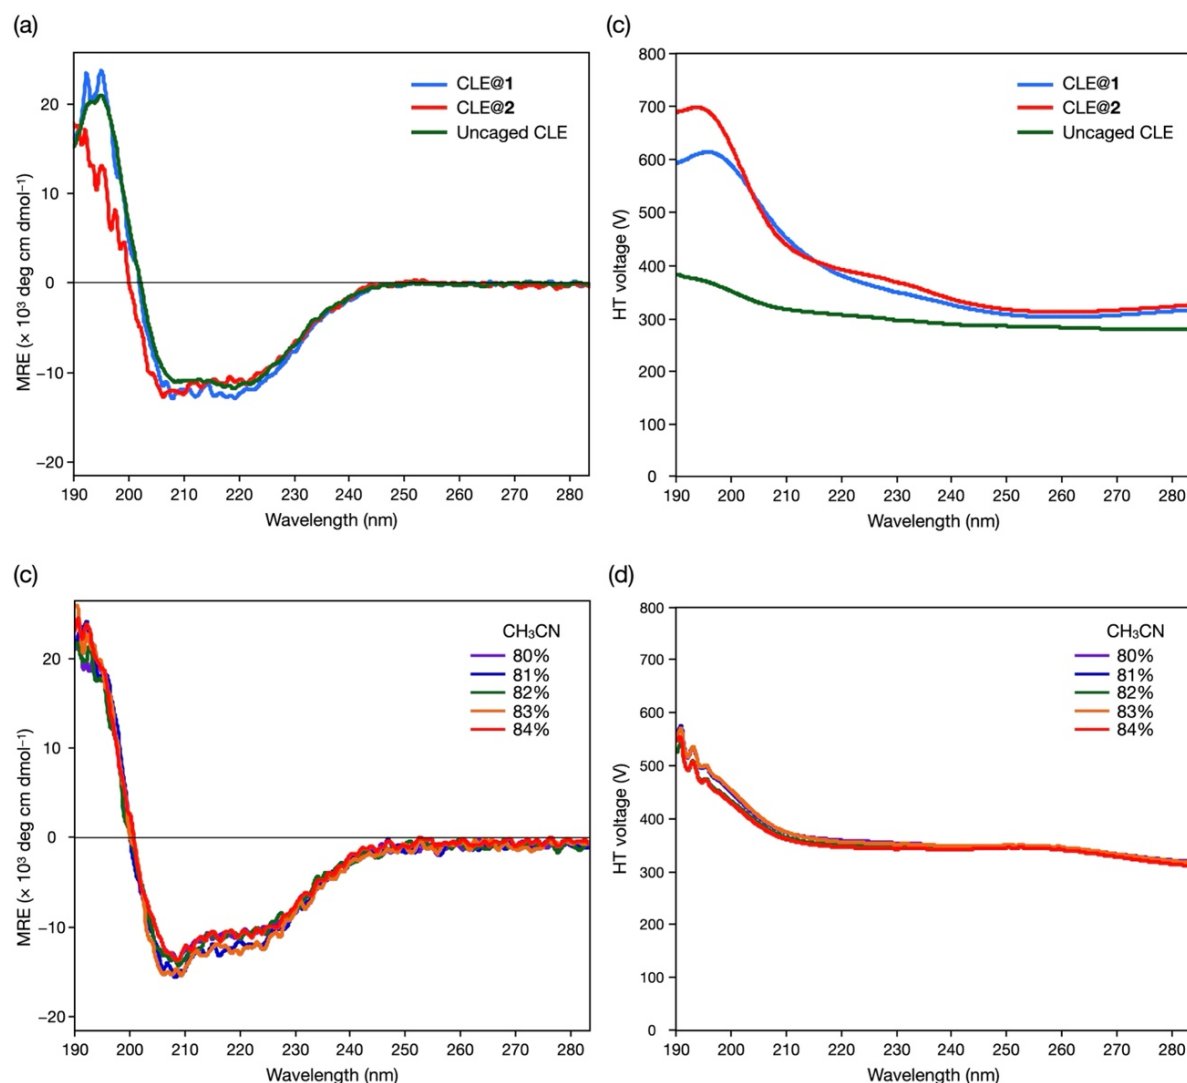 (a)
MRE (× 10³ deg cm dmol⁻¹)
20
10
0
–10
–20
CLE@1
CLE@2
Uncaged CLE
190 200 210 220 230 240 250 260 270 280
Wavelength (nm)
(c)
HT voltage (V)
800
700
600
500
400
300
200
100
0
CLE@1
CLE@2
Uncaged CLE
190 200 210 220 230 240 250 260 270 280
Wavelength (nm)
(c)
MRE (× 10³ deg cm dmol⁻¹)
20
10
0
–10
–20
CH₃CN
80%
81%
82%
83%
84%
190 200 210 220 230 240 250 260 270 280
Wavelength (nm)
(d)
HT voltage (V)
800
700
600
500
400
300
200
100
0
CH₃CN
80%
81%
82%
83%
84%
190 200 210 220 230 240 250 260 270 280
Wavelength (nm)